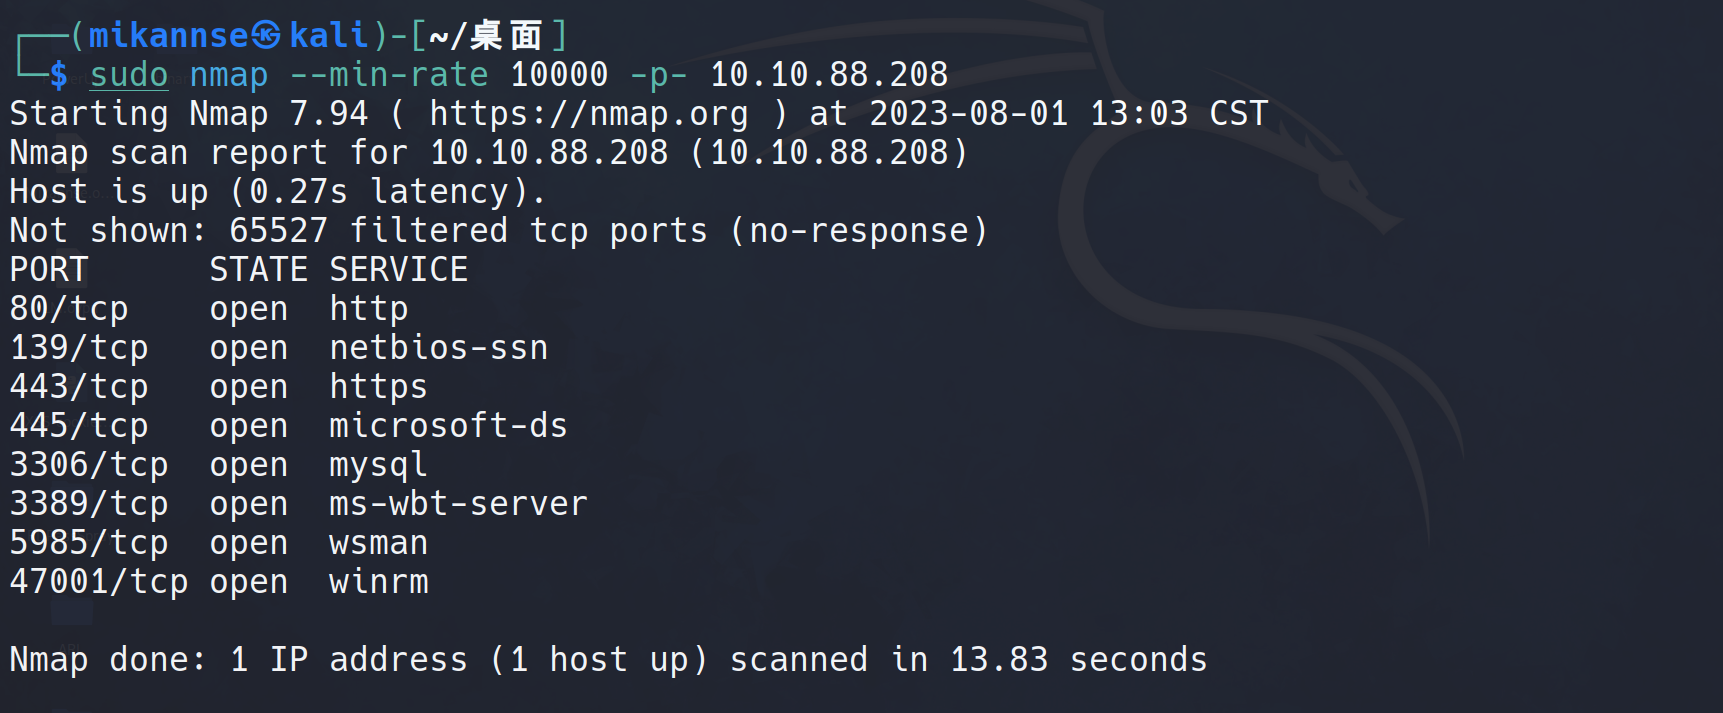 ┌──(mikannse㉿kali)-[~/桌面]
└─$ sudo nmap --min-rate 10000 -p- 10.10.88.208
Starting Nmap 7.94 ( https://nmap.org ) at 2023-08-01 13:03 CST
Nmap scan report for 10.10.88.208 (10.10.88.208)
Host is up (0.27s latency).
Not shown: 65527 filtered tcp ports (no-response)
PORT      STATE SERVICE
80/tcp    open  http
139/tcp   open  netbios-ssn
443/tcp   open  https
445/tcp   open  microsoft-ds
3306/tcp  open  mysql
3389/tcp  open  ms-wbt-server
5985/tcp  open  wsman
47001/tcp open  winrm

Nmap done: 1 IP address (1 host up) scanned in 13.83 seconds